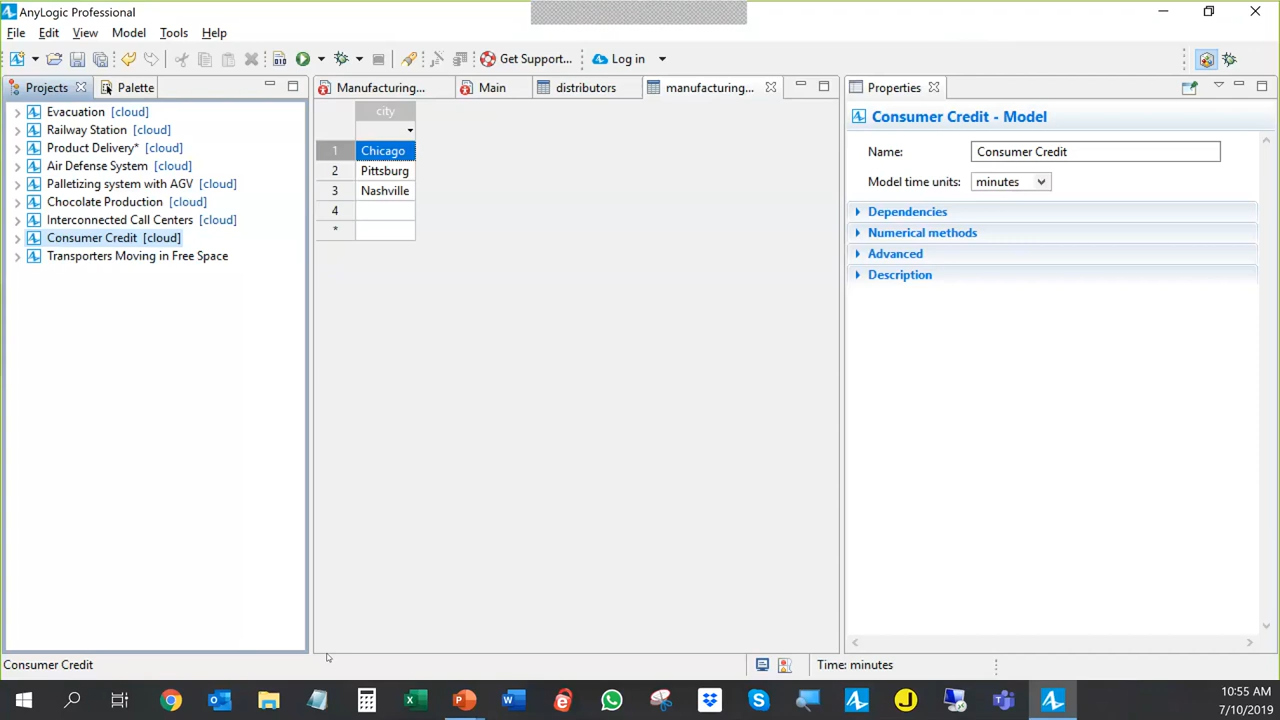 AnyLogic Professional
File Edit View Model Tools Help
Get Support... Log in
Projects Palette
Manufacturing... Main distributors manufacturing...
Properties
Evacuation [cloud]
Railway Station [cloud]
Product Delivery* [cloud]
Air Defense System [cloud]
Palletizing system with AGV [cloud]
Chocolate Production [cloud]
Interconnected Call Centers [cloud]
Consumer Credit [cloud]
Transporters Moving in Free Space
city
1 Chicago
2 Pittsburg
3 Nashville
4
*
Consumer Credit - Model
Name: Consumer Credit
Model time units: minutes
Dependencies
Numerical methods
Advanced
Description
Consumer Credit
Time: minutes
10:55 AM
7/10/2019